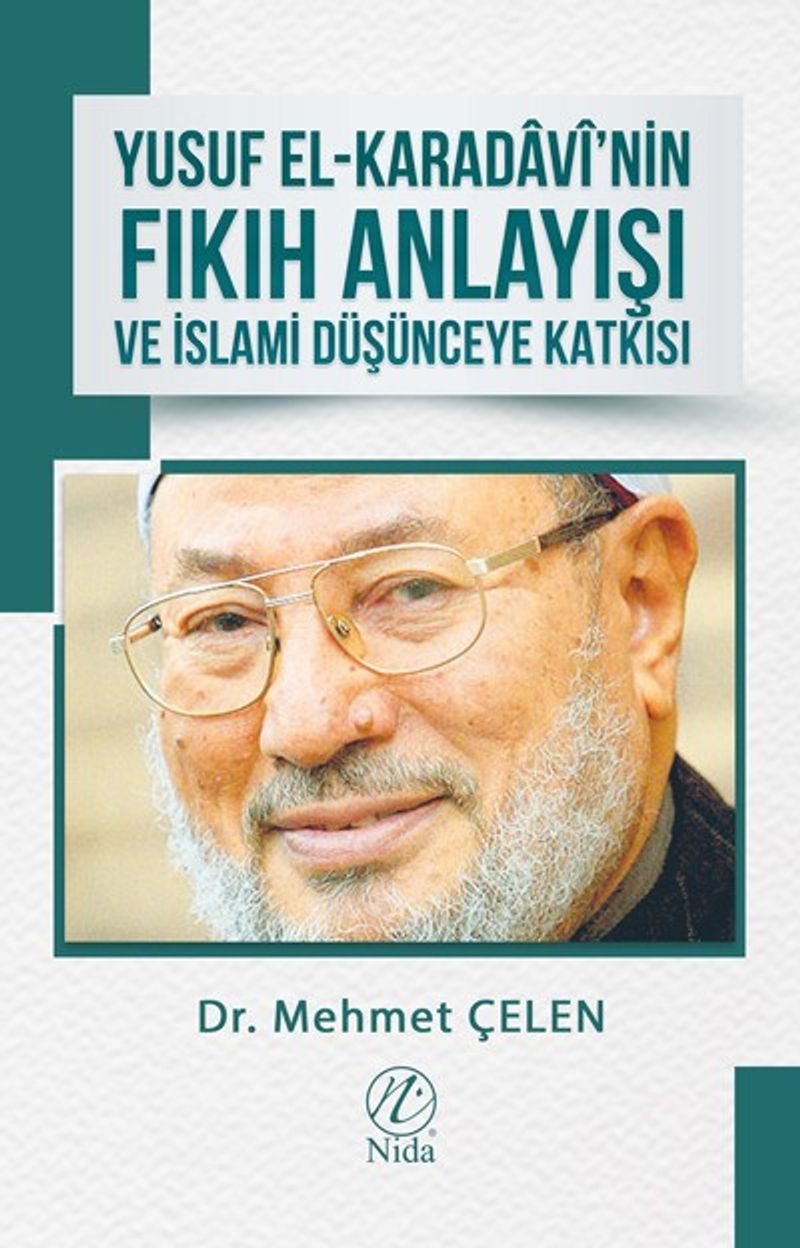 YUSUF EL-KARADÂVÎ’NİN
FIKIH ANLAYIŞI
VE İSLAMİ DÜŞÜNCEYE KATKISI
Dr. Mehmet ÇELEN
Nida